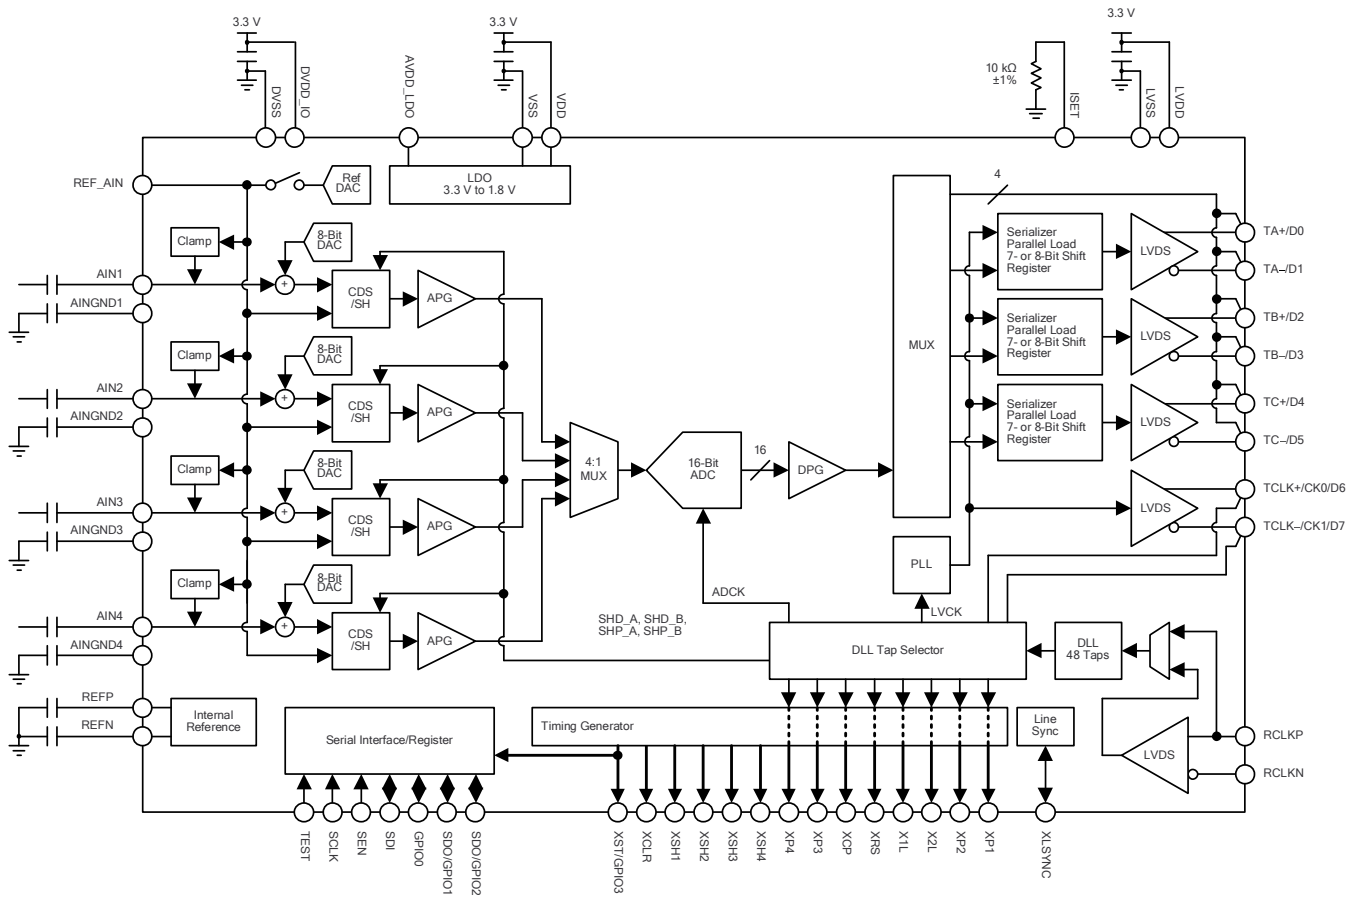 3.3 V
3.3 V
3.3 V
10 kΩ
±1%
DVSS
DVDD_IO
AVDD_LDO
VSS
VDD
ISET
LVSS
LVDD
REF_AIN
Ref
DAC
LDO
3.3 V to 1.8 V
4
Clamp
8-Bit
DAC
AIN1
AINGND1
+
CDS
/SH
APG
Clamp
8-Bit
DAC
AIN2
AINGND2
+
CDS
/SH
APG
Clamp
8-Bit
DAC
AIN3
AINGND3
+
CDS
/SH
APG
Clamp
8-Bit
DAC
AIN4
AINGND4
+
CDS
/SH
APG
4:1
MUX
16-Bit
ADC
16
DPG
MUX
Serializer
Parallel Load
7- or 8-Bit Shift
Register
LVDS
TA+/D0
TA–/D1
Serializer
Parallel Load
7- or 8-Bit Shift
Register
LVDS
TB+/D2
TB–/D3
Serializer
Parallel Load
7- or 8-Bit Shift
Register
LVDS
TC+/D4
TC–/D5
LVDS
TCLK+/CK0/D6
TCLK–/CK1/D7
PLL
ADCK
LVCK
SHD_A, SHD_B,
SHP_A, SHP_B
DLL Tap Selector
DLL
48 Taps
REFP
REFN
Internal
Reference
Serial Interface/Register
Timing Generator
Line
Sync
LVDS
RCLKP
RCLKN
TEST
SCLK
SEN
SDI
GPIO0
SDO/GPIO1
SDO/GPIO2
XST/GPIO3
XCLR
XSH1
XSH2
XSH3
XSH4
XP4
XP3
XCP
XRS
X1L
X2L
XP2
XP1
XLSYNC